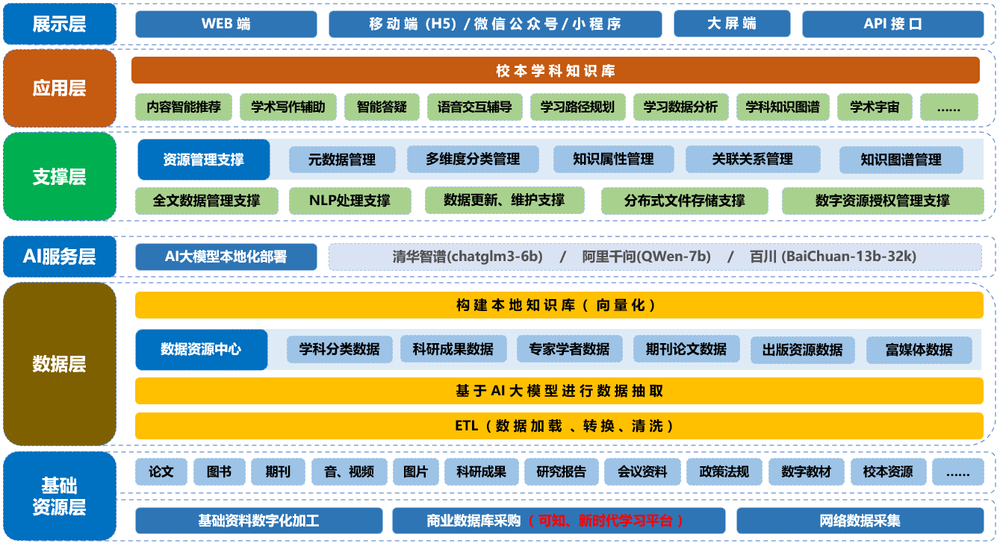 展示层
WEB 端
移动端 (H5) /微信公众号/小程序
大屏端
API 接口
应用层
校本学科知识库
内容智能推荐
学术写作辅助
智能答疑
语音交互辅导
学习路径规划
学习数据分析
学科知识图谱
学术宇宙
......
支撑层
资源管理支撑
元数据管理
多维度分类管理
知识属性管理
关联关系管理
知识图谱管理
全文数据管理支撑
NLP处理支撑
数据更新、维护支撑
分布式文件存储支撑
数字资源授权管理支撑
AI服务层
AI大模型本地化部署
清华智谱(chatglm3-6b) / 阿里千问(QWen-7b) / 百川 (BaiChuan-13b-32k)
数据层
构建本地知识库（向量化）
数据资源中心
学科分类数据
科研成果数据
专家学者数据
期刊论文数据
出版资源数据
富媒体数据
基于AI大模型进行数据抽取
ETL（数据加载 、转换、清洗）
基础
资源层
论文
图书
期刊
音、视频
图片
科研成果
研究报告
会议资料
政策法规
数字教材
校本资源
......
基础资料数字化加工
商业数据库采购（可知、新时代学习平台）
网络数据采集